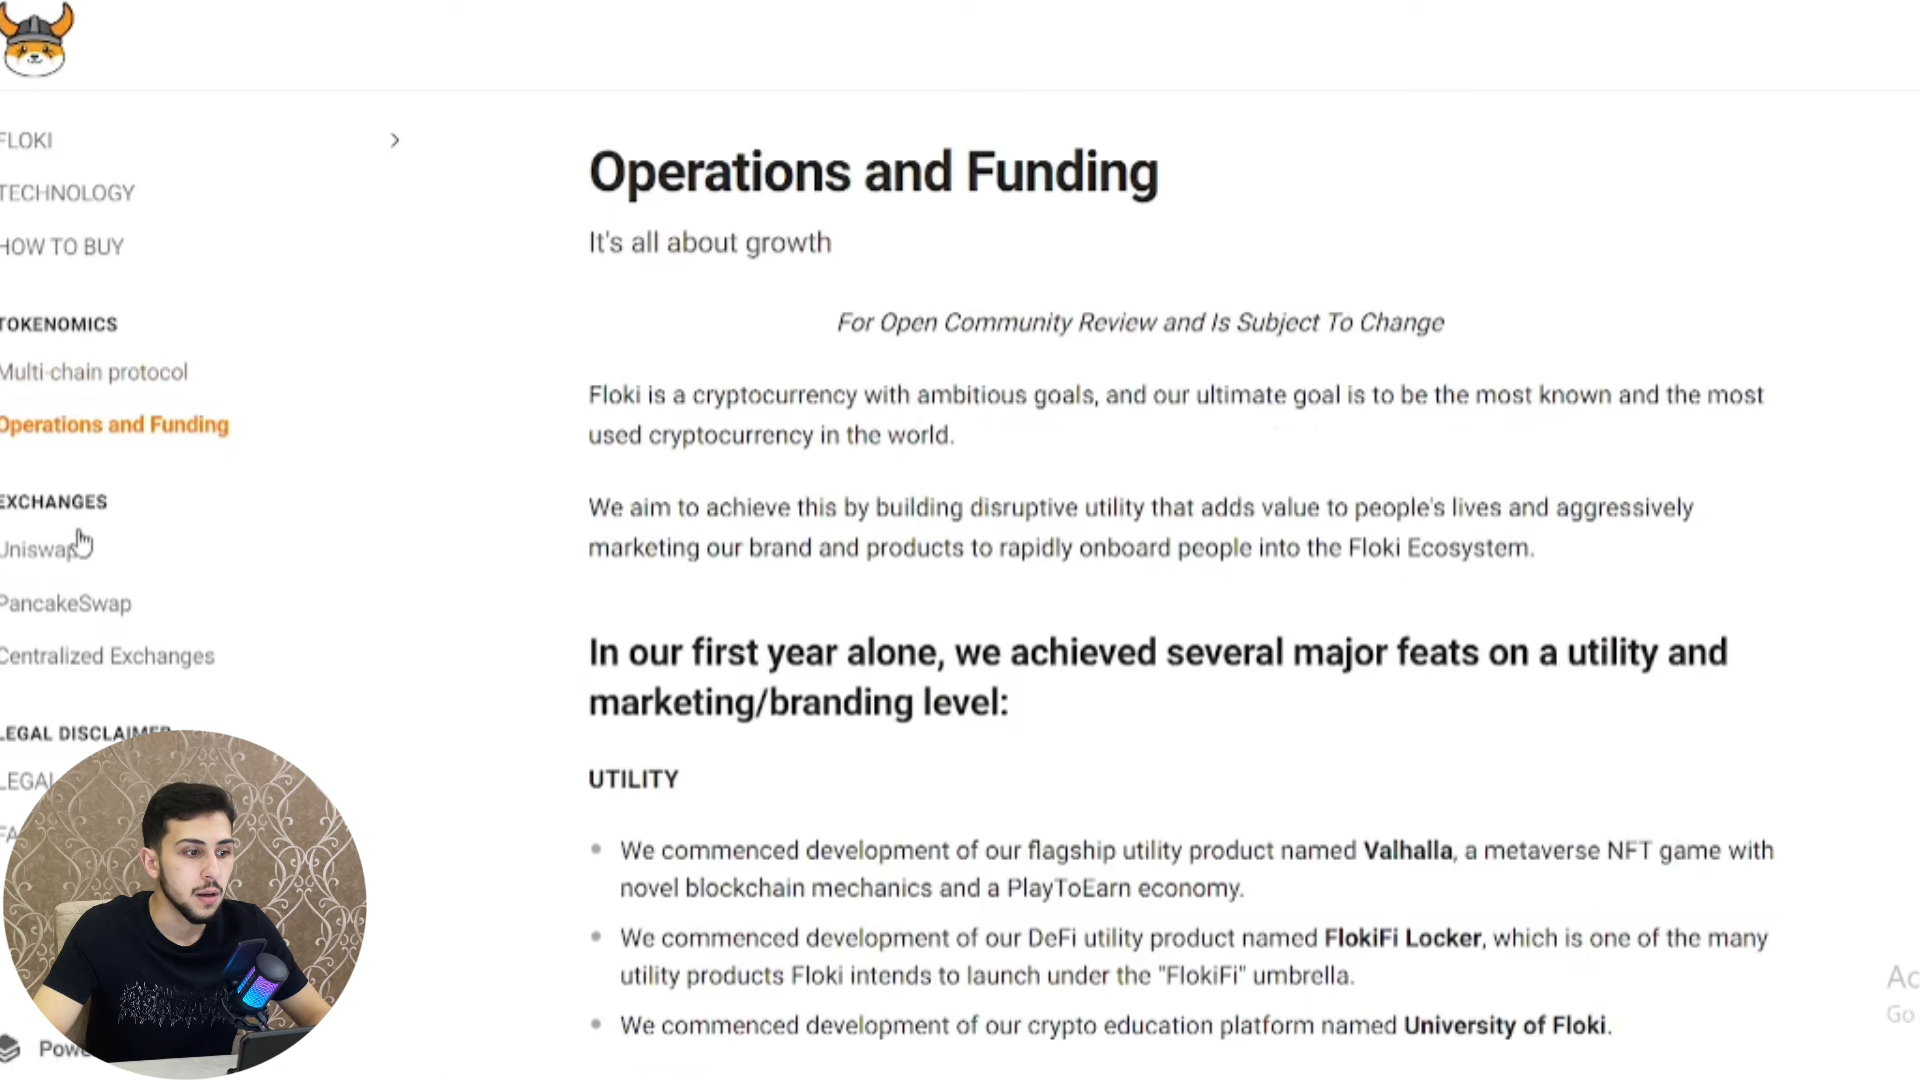 FLOKI
TECHNOLOGY
HOW TO BUY
TOKENOMICS
Multi-chain protocol
Operations and Funding
EXCHANGES
Uniswap
PancakeSwap
Centralized Exchanges
LEGAL DISCLAIMER
LEGAL
Operations and Funding
It's all about growth
For Open Community Review and Is Subject To Change
Floki is a cryptocurrency with ambitious goals, and our ultimate goal is to be the most known and the most
used cryptocurrency in the world.
We aim to achieve this by building disruptive utility that adds value to people's lives and aggressively
marketing our brand and products to rapidly onboard people into the Floki Ecosystem.
In our first year alone, we achieved several major feats on a utility and
marketing/branding level:
UTILITY
We commenced development of our flagship utility product named Valhalla, a metaverse NFT game with
novel blockchain mechanics and a PlayToEarn economy.
We commenced development of our DeFi utility product named FlokiFi Locker, which is one of the many
utility products Floki intends to launch under the "FlokiFi" umbrella.
We commenced development of our crypto education platform named University of Floki.
Go